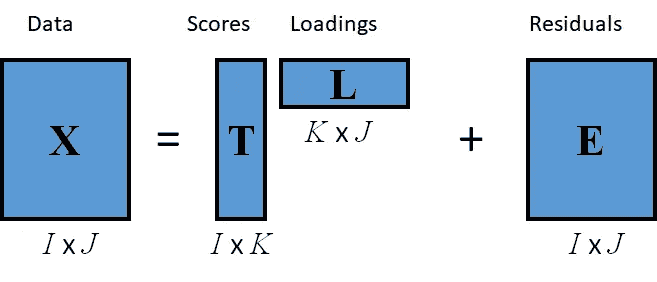 Data Scores Loadings Residuals
X = T L + E
K x J
I x J I x K I x J